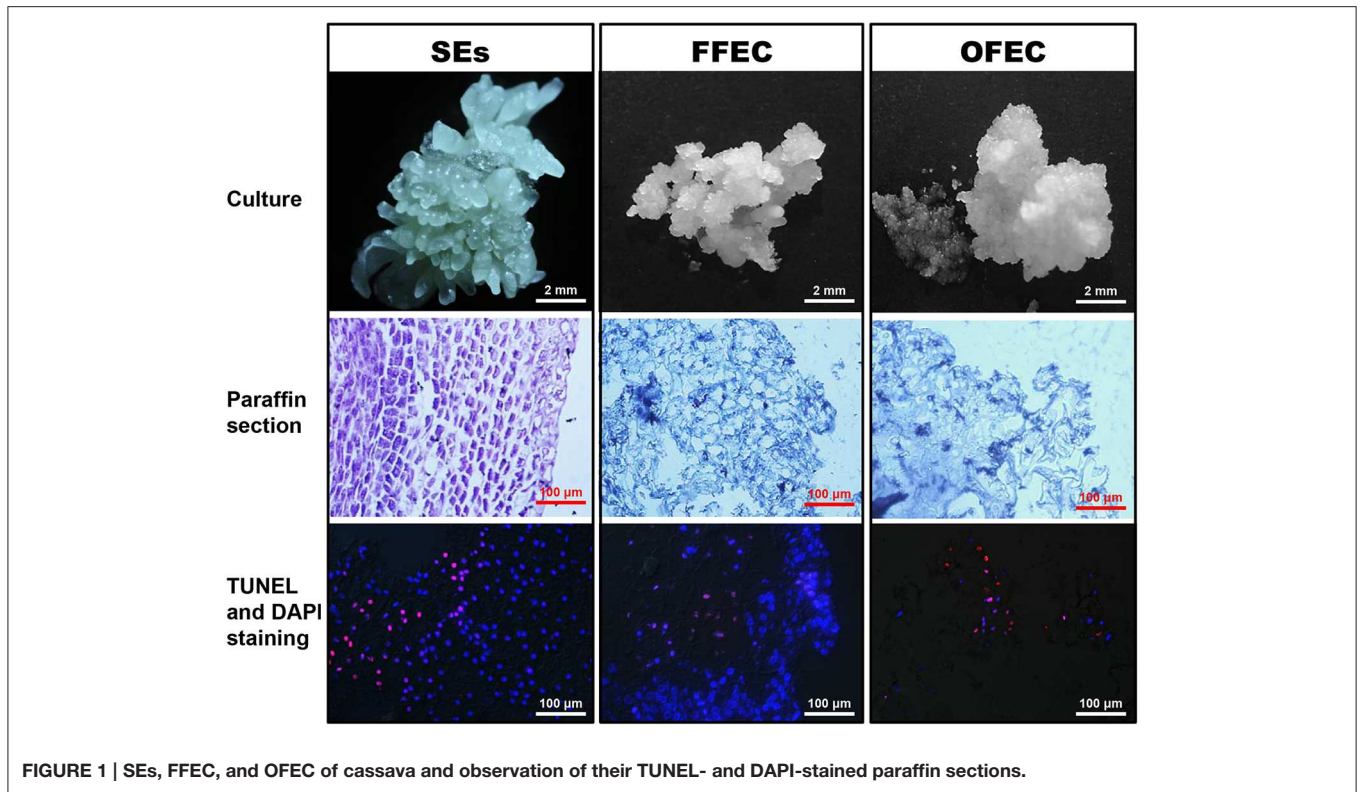 SEs
FFEC
OFEC
Culture
2 mm
2 mm
2 mm
Paraffin
section
100 µm
100 µm
100 µm
TUNEL
and DAPI
staining
100 µm
100 µm
100 µm
FIGURE 1 | SEs, FFEC, and OFEC of cassava and observation of their TUNEL- and DAPI-stained paraffin sections.